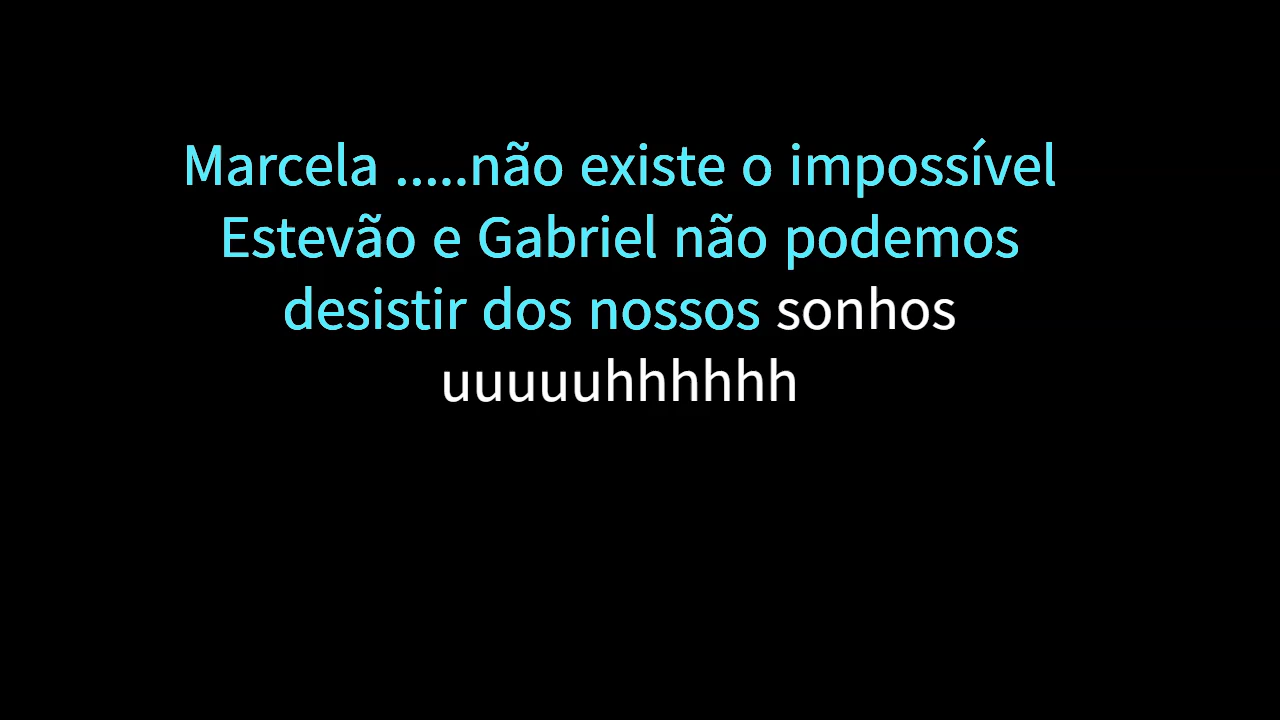 Marcela .....não existe o impossível
Estevão e Gabriel não podemos
desistir dos nossos sonhos
uuuuuhhhhhh